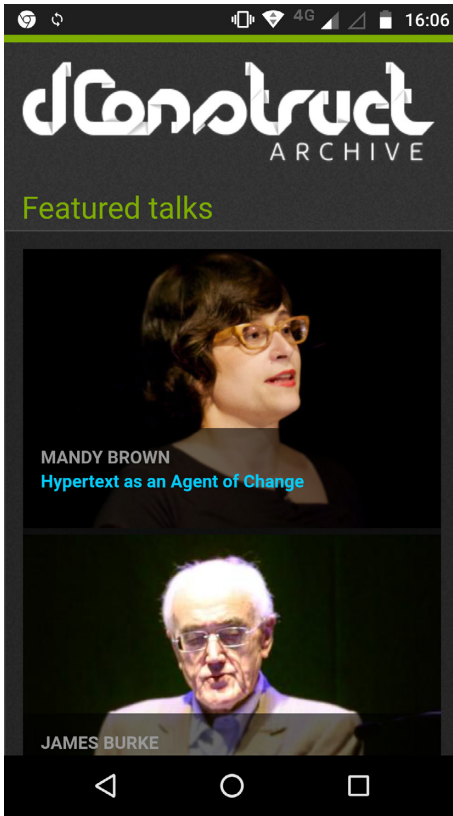 4G 16:06
dConstruct
ARCHIVE
Featured talks
MANDY BROWN
Hypertext as an Agent of Change
JAMES BURKE